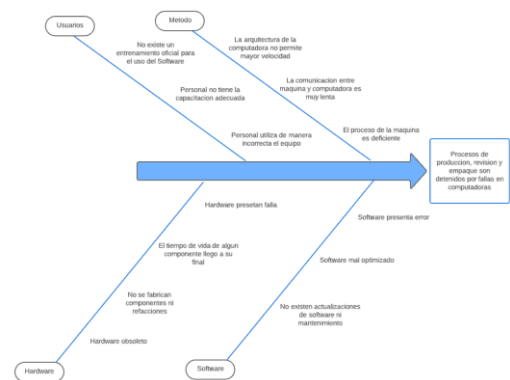 Usuarios
Metodo
No existe un
entrenamiento oficial para
el uso del Software
La arquitectura de la
computadora no permite
mayor velocidad
Personal no tiene la
capacitacion adecuada
La comunicacion entre
maquina y computadora es
muy lenta
Personal utiliza de manera
incorrecta el equipo
El proceso de la maquina
es deficiente
Procesos de
produccion, revision y
empaque son
detenidos por fallas en
computadoras
Hardware presetan falla
Software presenta error
El tiempo de vida de algun
componente llego a su
final
Software mal optimizado
No se fabrican
componentes ni
refacciones
No existen actualizaciones
de software ni
mantenimiento
Hardware obsoleto
Hardware
Software